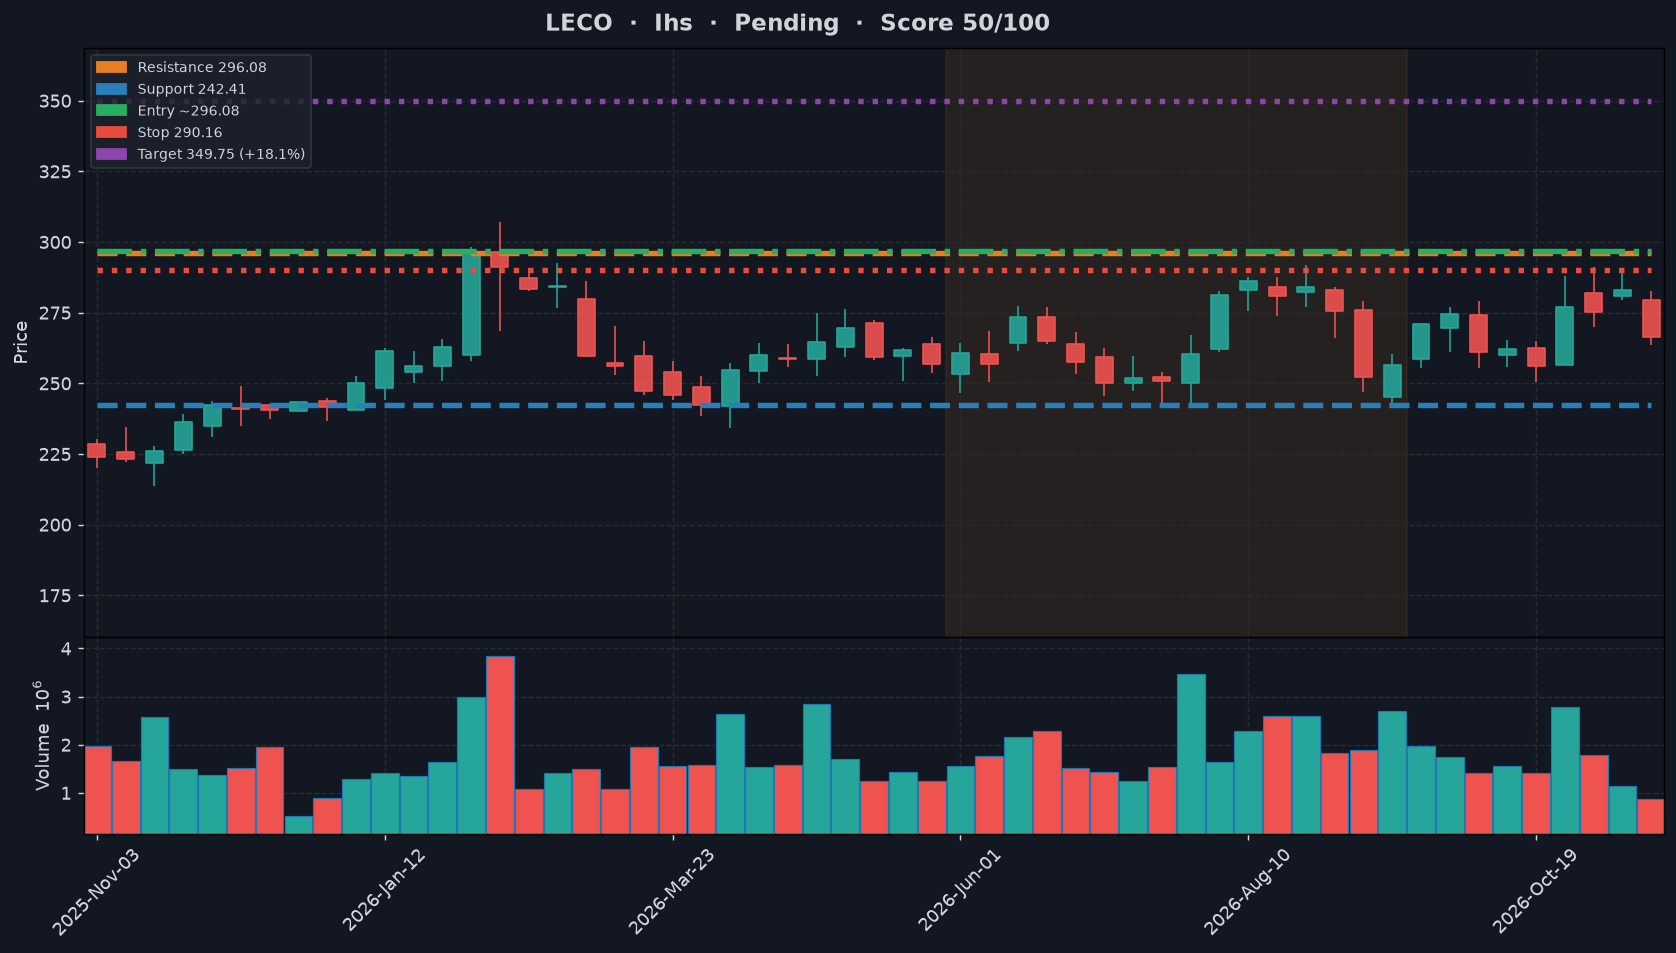 LECO · Ihs · Pending · Score 50/100
Resistance 296.08
Support 242.41
Entry ~296.08
Stop 290.16
Target 349.75 (+18.1%)
Price
350
325
300
275
250
225
200
175
Volume 10⁶
4
3
2
1
2025-Nov-03
2026-Jan-12
2026-Mar-23
2026-Jun-01
2026-Aug-10
2026-Oct-19